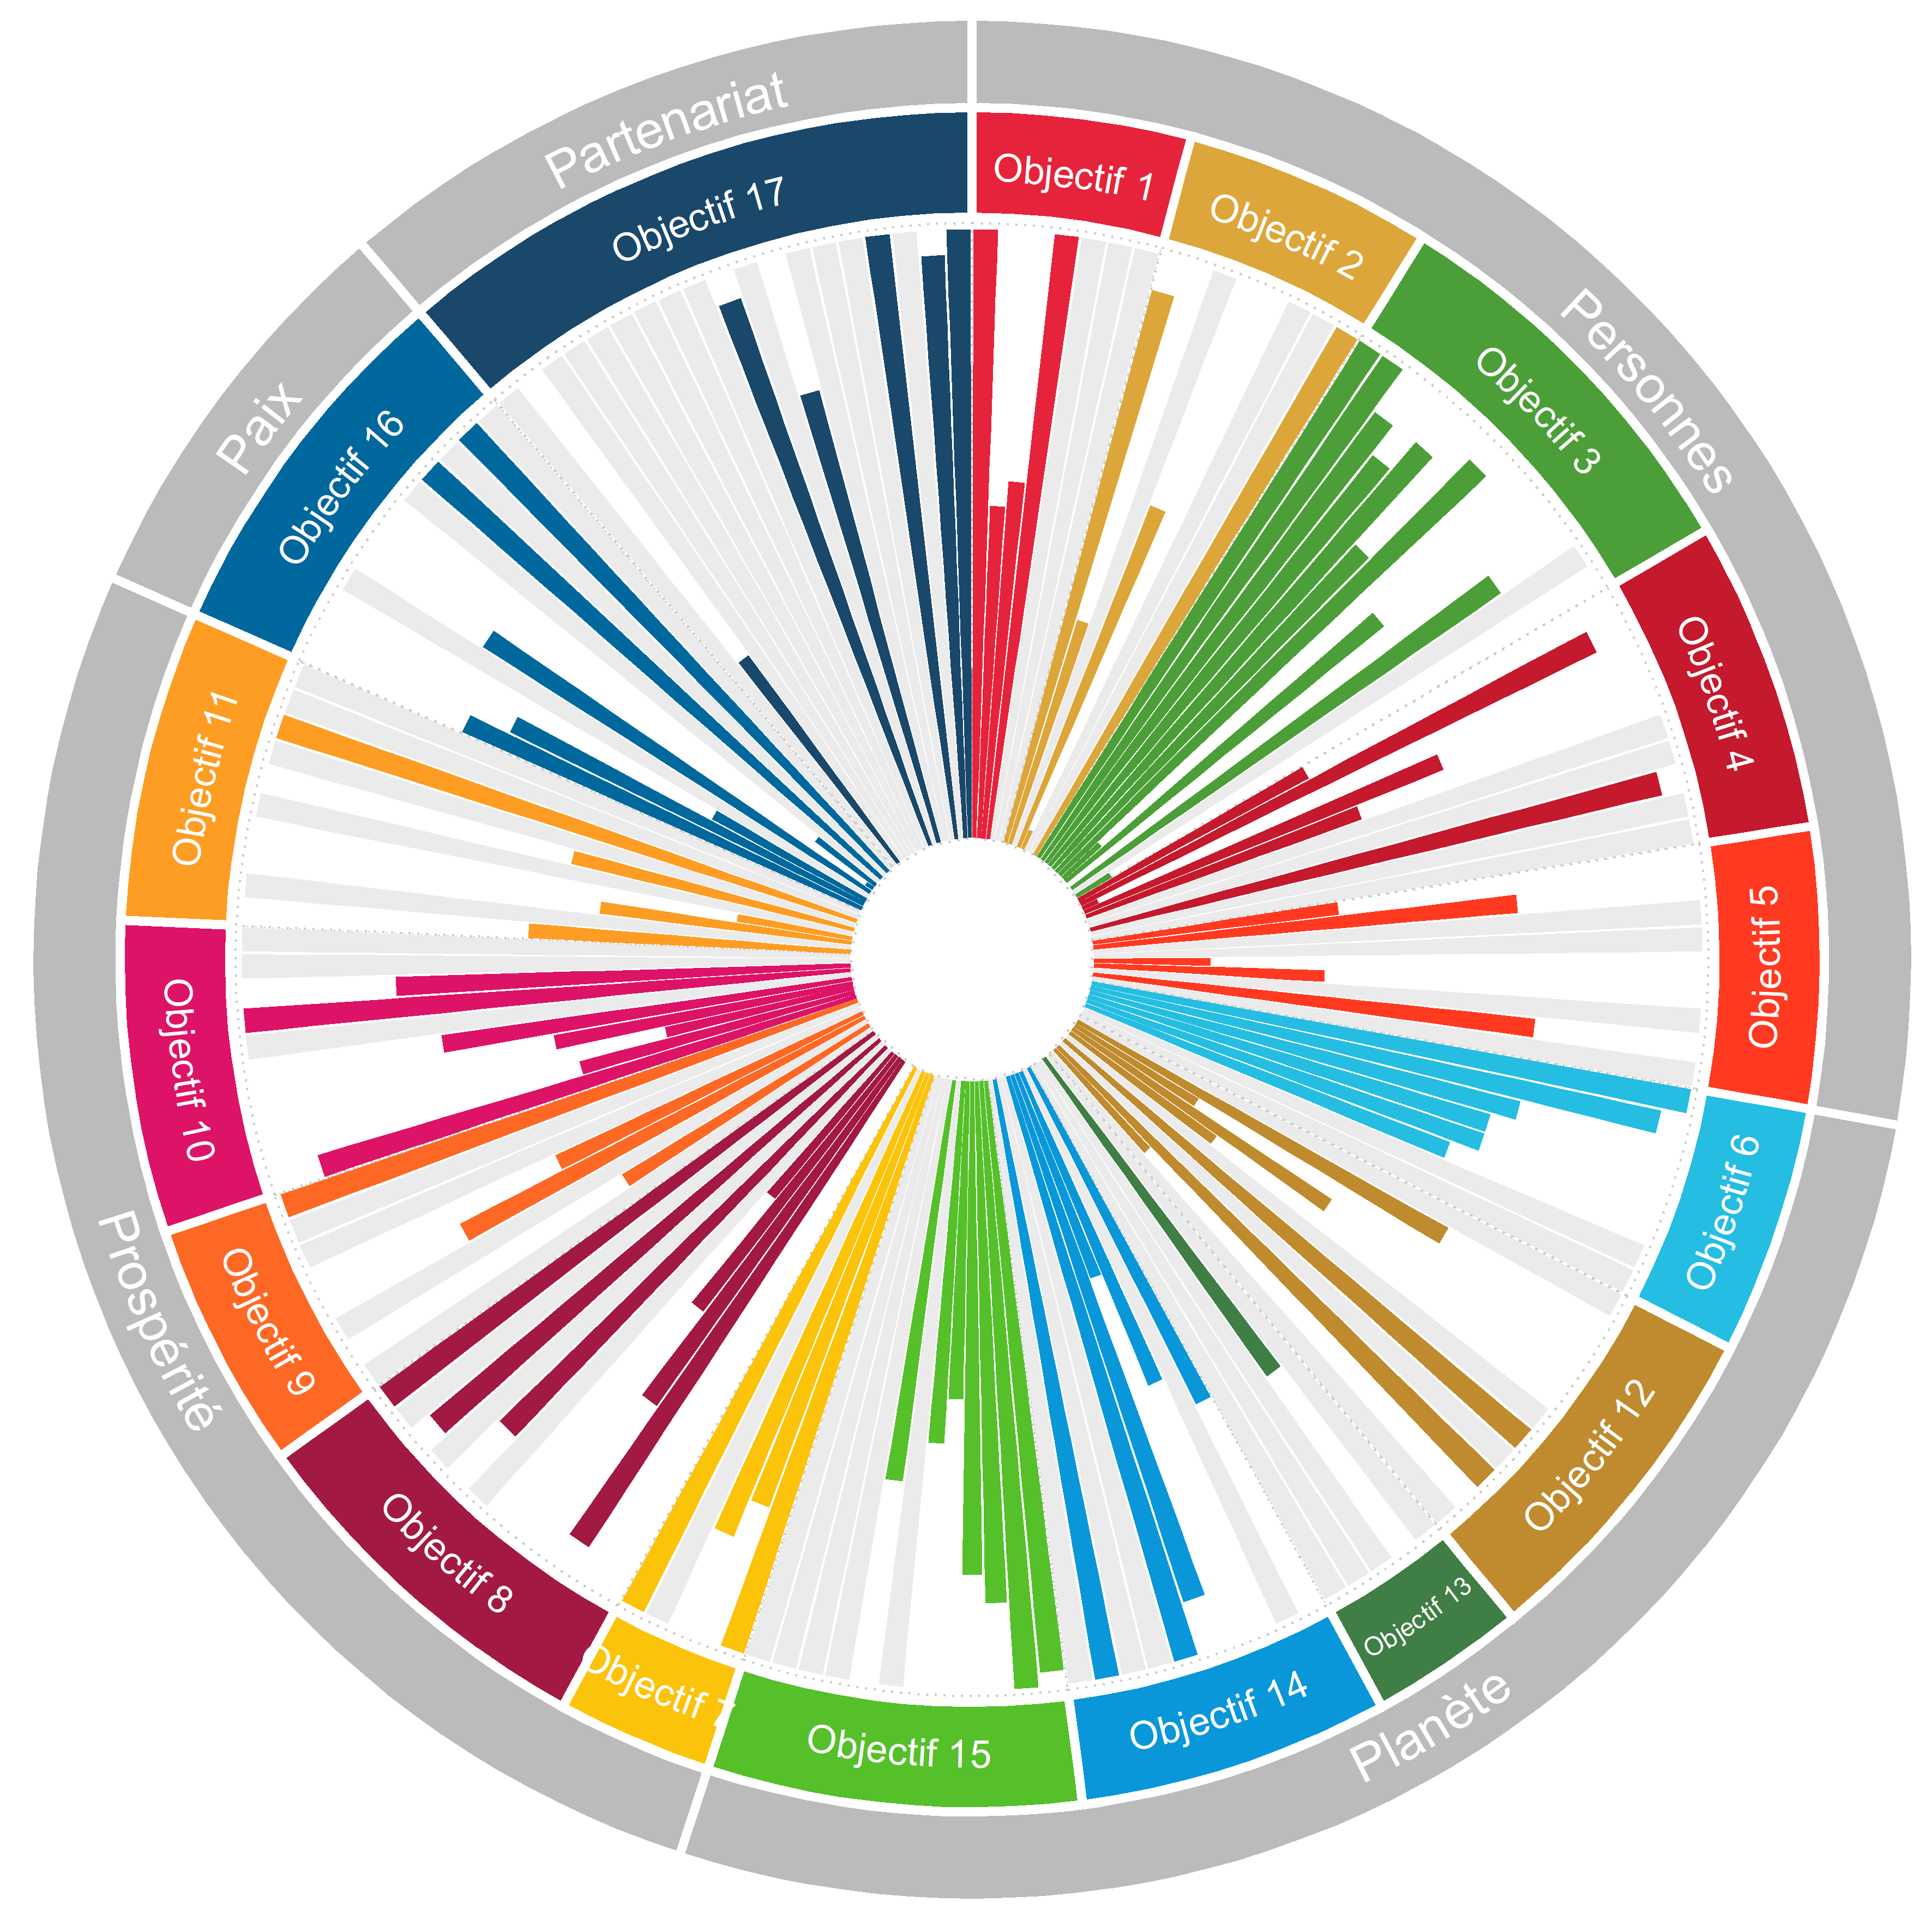 Personnes
Objectif 1
Objectif 2
Objectif 3
Objectif 4
Objectif 5
Planète
Objectif 6
Objectif 12
Objectif 13
Objectif 14
Objectif 15
Prospérité
Objectif 7
Objectif 8
Objectif 9
Objectif 10
Objectif 11
Paix
Objectif 16
Partenariat
Objectif 17